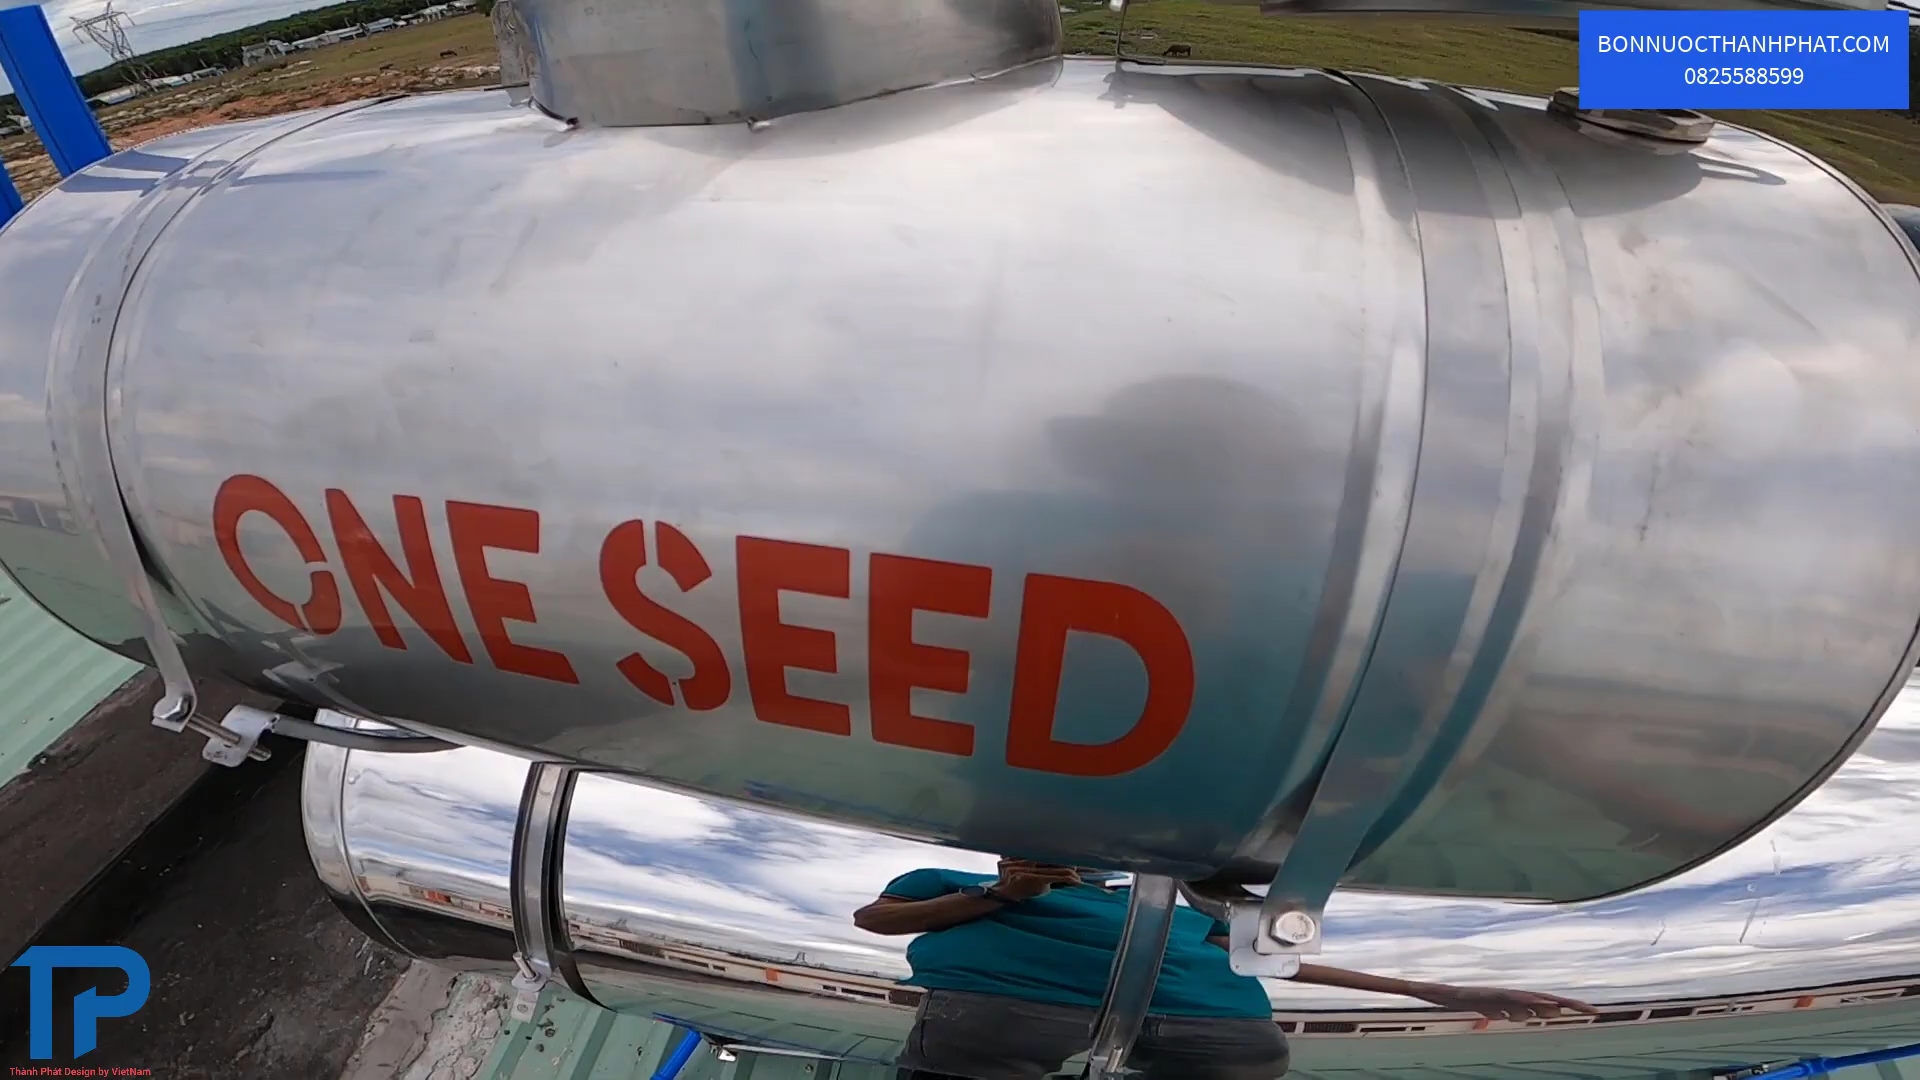 BONNUOCTHANHPHAT.COM
0825588599
ONE SEED
TP
Thành Phát Design by VietNam